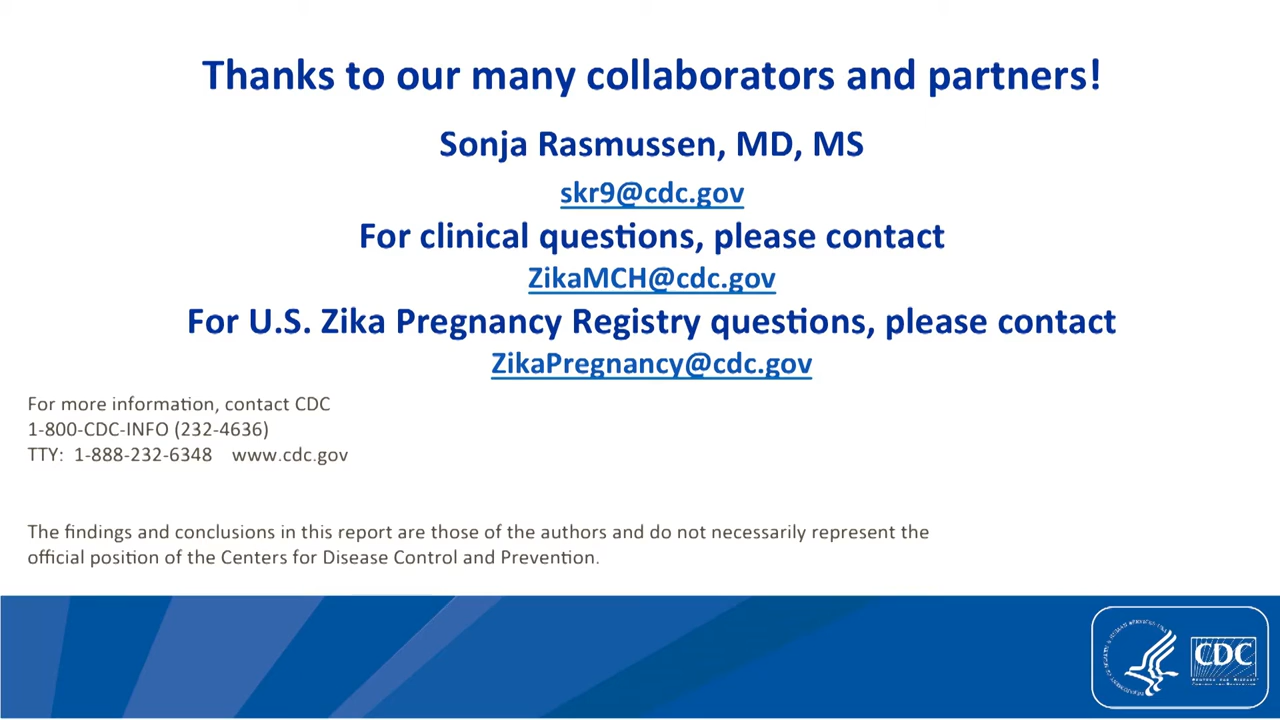 Thanks to our many collaborators and partners!
Sonja Rasmussen, MD, MS
skr9@cdc.gov
For clinical questions, please contact
ZikaMCH@cdc.gov
For U.S. Zika Pregnancy Registry questions, please contact
ZikaPregnancy@cdc.gov
For more information, contact CDC
1-800-CDC-INFO (232-4636)
TTY:  1-888-232-6348    www.cdc.gov
The findings and conclusions in this report are those of the authors and do not necessarily represent the
official position of the Centers for Disease Control and Prevention.
CDC